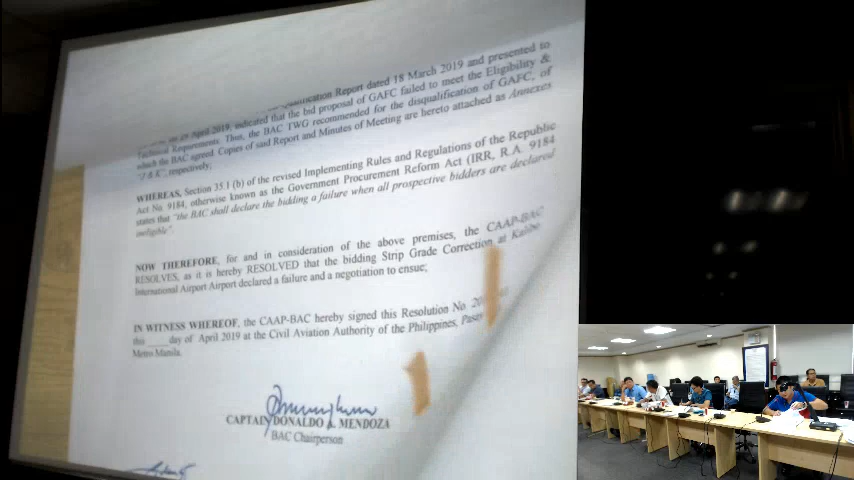 Report dated 18 March 2019 and presented to
April 2019, indicated that the bid proposal of GAFC failed to meet the Eligibility &
Technical Requirements. Thus, the BAC TWG recommended for the disqualification of GAFC, of
which the BAC agreed. Copies of said Report and Minutes of Meeting are hereto attached as Annexes
"J & K", respectively;
WHEREAS, Section 35.1 (b) of the revised Implementing Rules and Regulations of the Republic
Act No. 9184, otherwise known as the Government Procurement Reform Act (IRR, R.A. 9184
states that "the BAC shall declare the bidding a failure when all prospective bidders are declared
ineligible".
NOW THEREFORE, for and in consideration of the above premises, the CAAP-BAC
RESOLVES, as it is hereby RESOLVED that the bidding Strip Grade Correction at Kalibo
International Airport Airport declared a failure and a negotiation to ensue;
IN WITNESS WHEREOF, the CAAP-BAC hereby signed this Resolution No. 20
this ____ day of April 2019 at the Civil Aviation Authority of the Philippines, Pasay
Metro Manila.
CAPTAIN DONALDO A. MENDOZA
BAC Chairperson